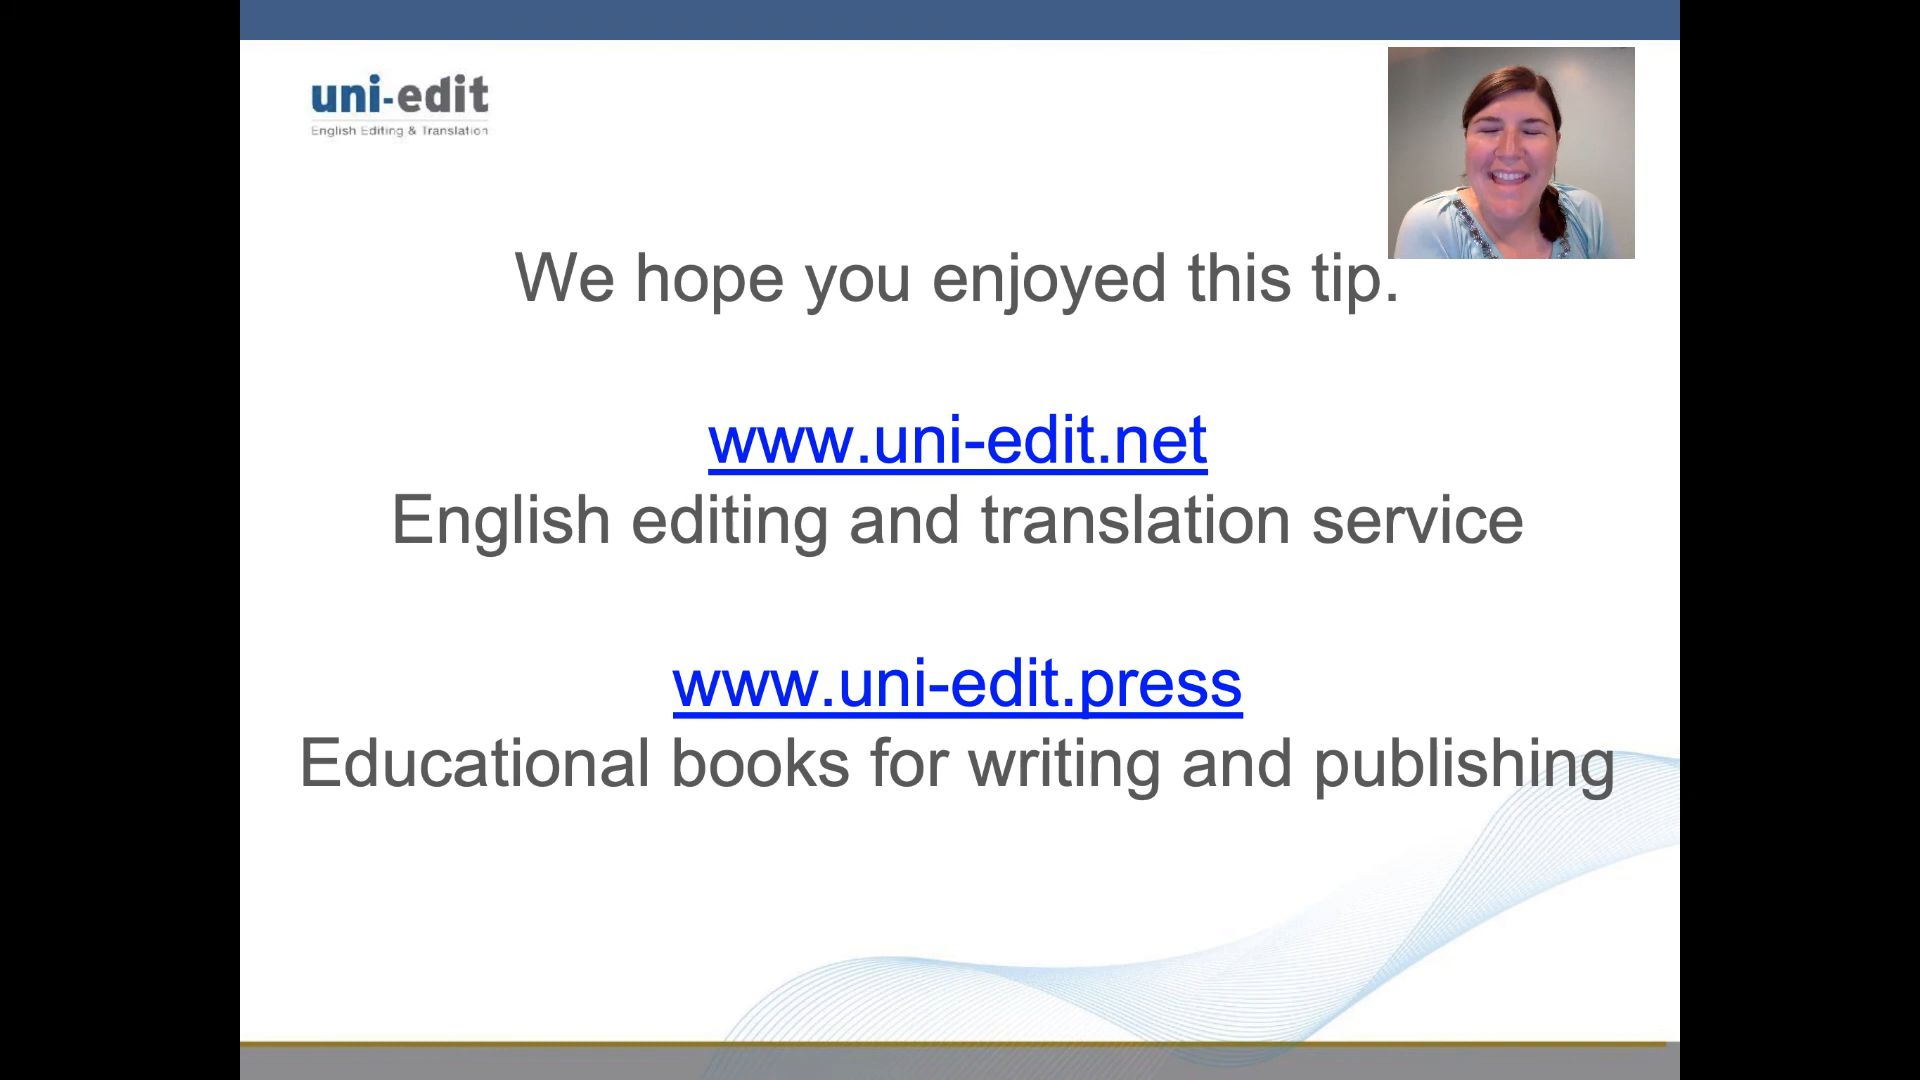 uni-edit
English Editing & Translation
We hope you enjoyed this tip.
www.uni-edit.net
English editing and translation service
www.uni-edit.press
Educational books for writing and publishing